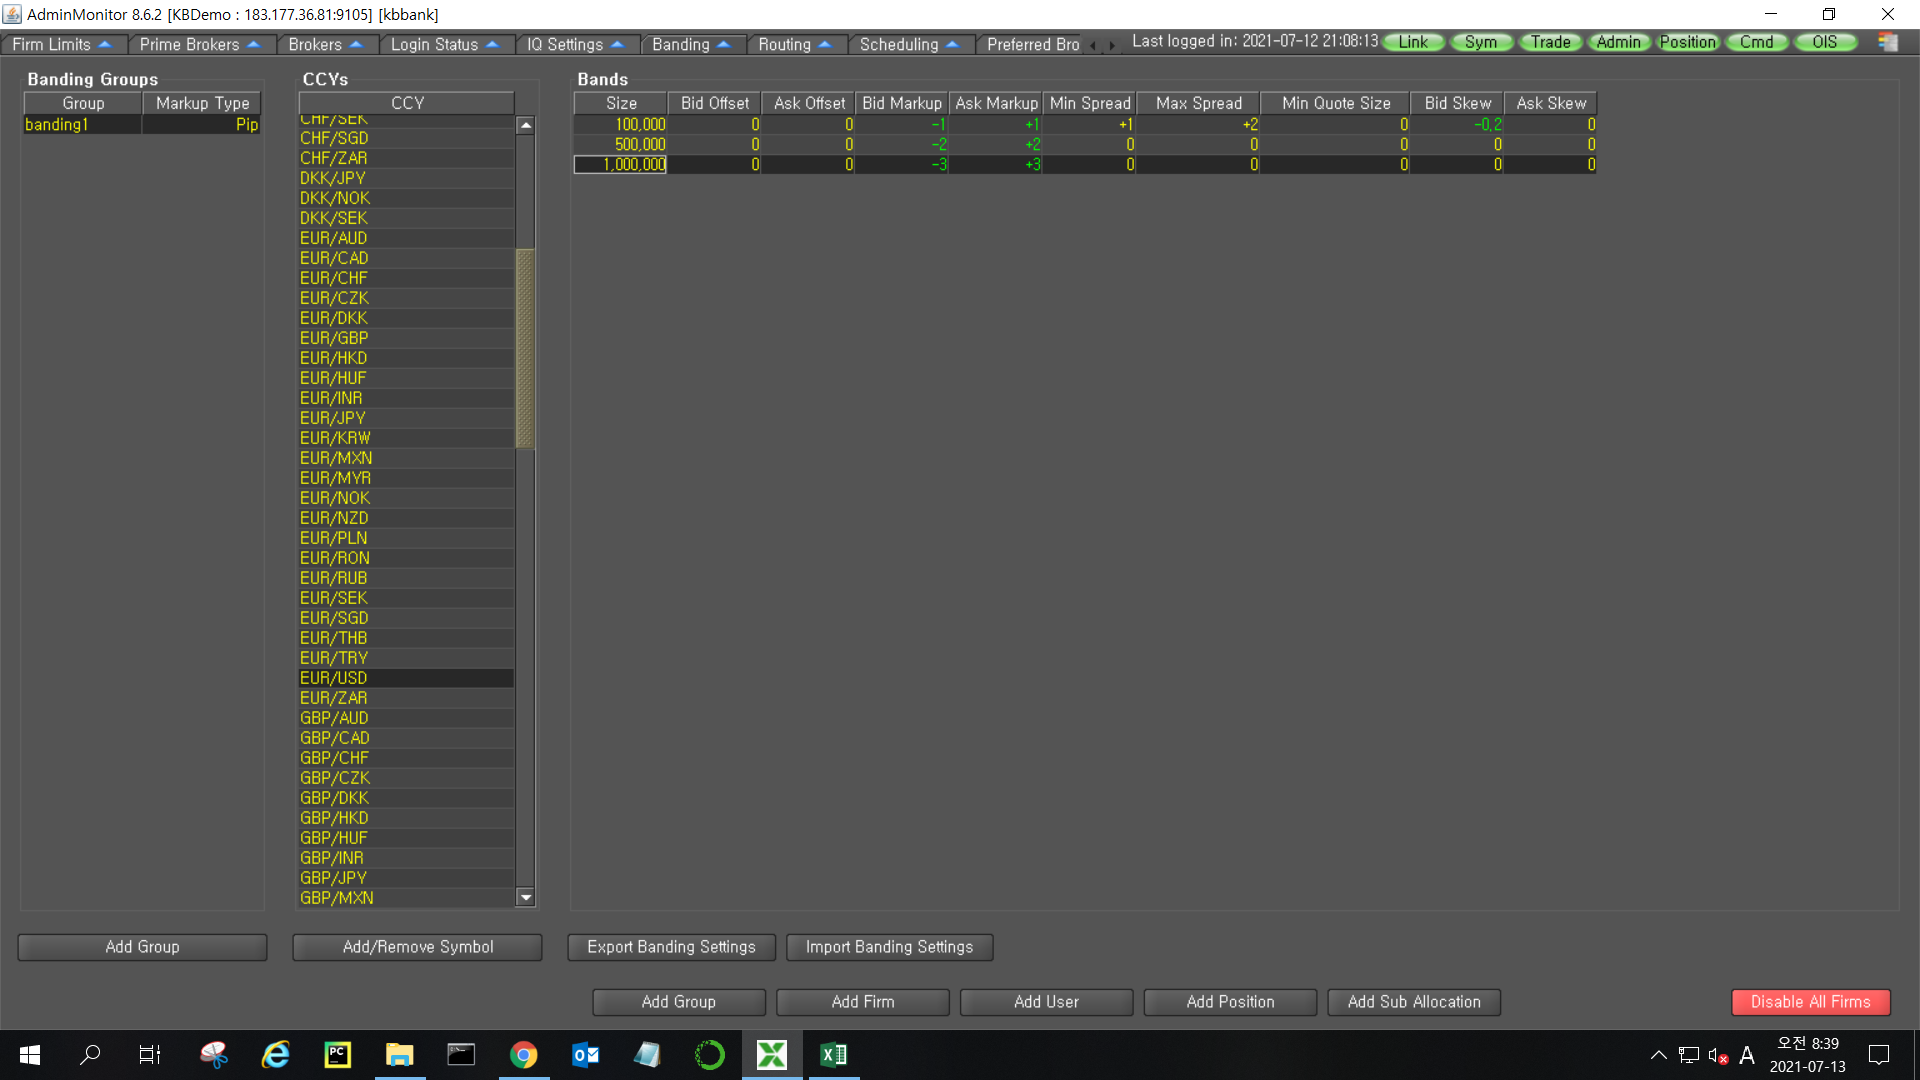 AdminMonitor 8.6.2 [KBDemo : 183.177.36.81:9105] [kbbank]
Firm Limits Prime Brokers Brokers Login Status IQ Settings Banding Routing Scheduling Preferred Bro Last logged in: 2021-07-12 21:08:13 Link Sym Trade Admin Position Cmd OIS
Banding Groups
Group Markup Type
banding1 Pip
CCYs
CCY
CHF/SEK
CHF/SGD
CHF/ZAR
DKK/JPY
DKK/NOK
DKK/SEK
EUR/AUD
EUR/CAD
EUR/CHF
EUR/CZK
EUR/DKK
EUR/GBP
EUR/HKD
EUR/HUF
EUR/INR
EUR/JPY
EUR/KRW
EUR/MXN
EUR/MYR
EUR/NOK
EUR/NZD
EUR/PLN
EUR/RON
EUR/RUB
EUR/SEK
EUR/SGD
EUR/THB
EUR/TRY
EUR/USD
EUR/ZAR
GBP/AUD
GBP/CAD
GBP/CHF
GBP/CZK
GBP/DKK
GBP/HKD
GBP/HUF
GBP/INR
GBP/JPY
GBP/MXN
Bands
Size Bid Offset Ask Offset Bid Markup Ask Markup Min Spread Max Spread Min Quote Size Bid Skew Ask Skew
100,000 0 0 -1 +1 +1 +2 0 -0.2 0
500,000 0 0 -2 +2 0 0 0 0 0
1,000,000 0 0 -3 +3 0 0 0 0 0
Add Group Add/Remove Symbol Export Banding Settings Import Banding Settings
Add Group Add Firm Add User Add Position Add Sub Allocation Disable All Firms
PC
A
오전 8:39
2021-07-13